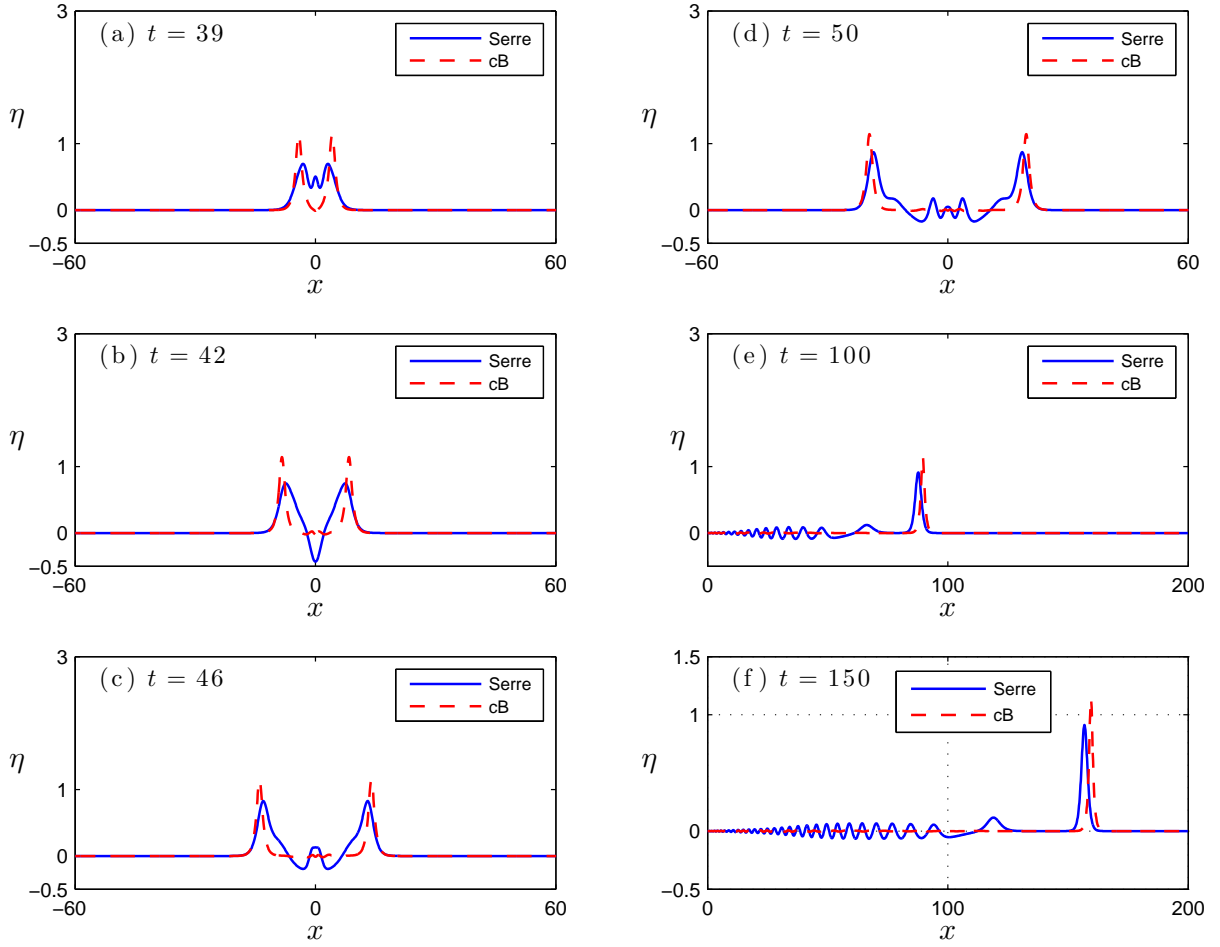 (a) t = 39
Serre
cB
η
3
1
0
−0.5
−60
0
60
x
(b) t = 42
Serre
cB
η
3
1
0
−0.5
−60
0
60
x
(c) t = 46
Serre
cB
η
3
1
0
−0.5
−60
0
60
x
(d) t = 50
Serre
cB
η
3
1
0
−0.5
−60
0
60
x
(e) t = 100
Serre
cB
η
3
1
0
−0.5
0
100
200
x
(f) t = 150
Serre
cB
η
1.5
1
0
−0.5
0
100
200
x